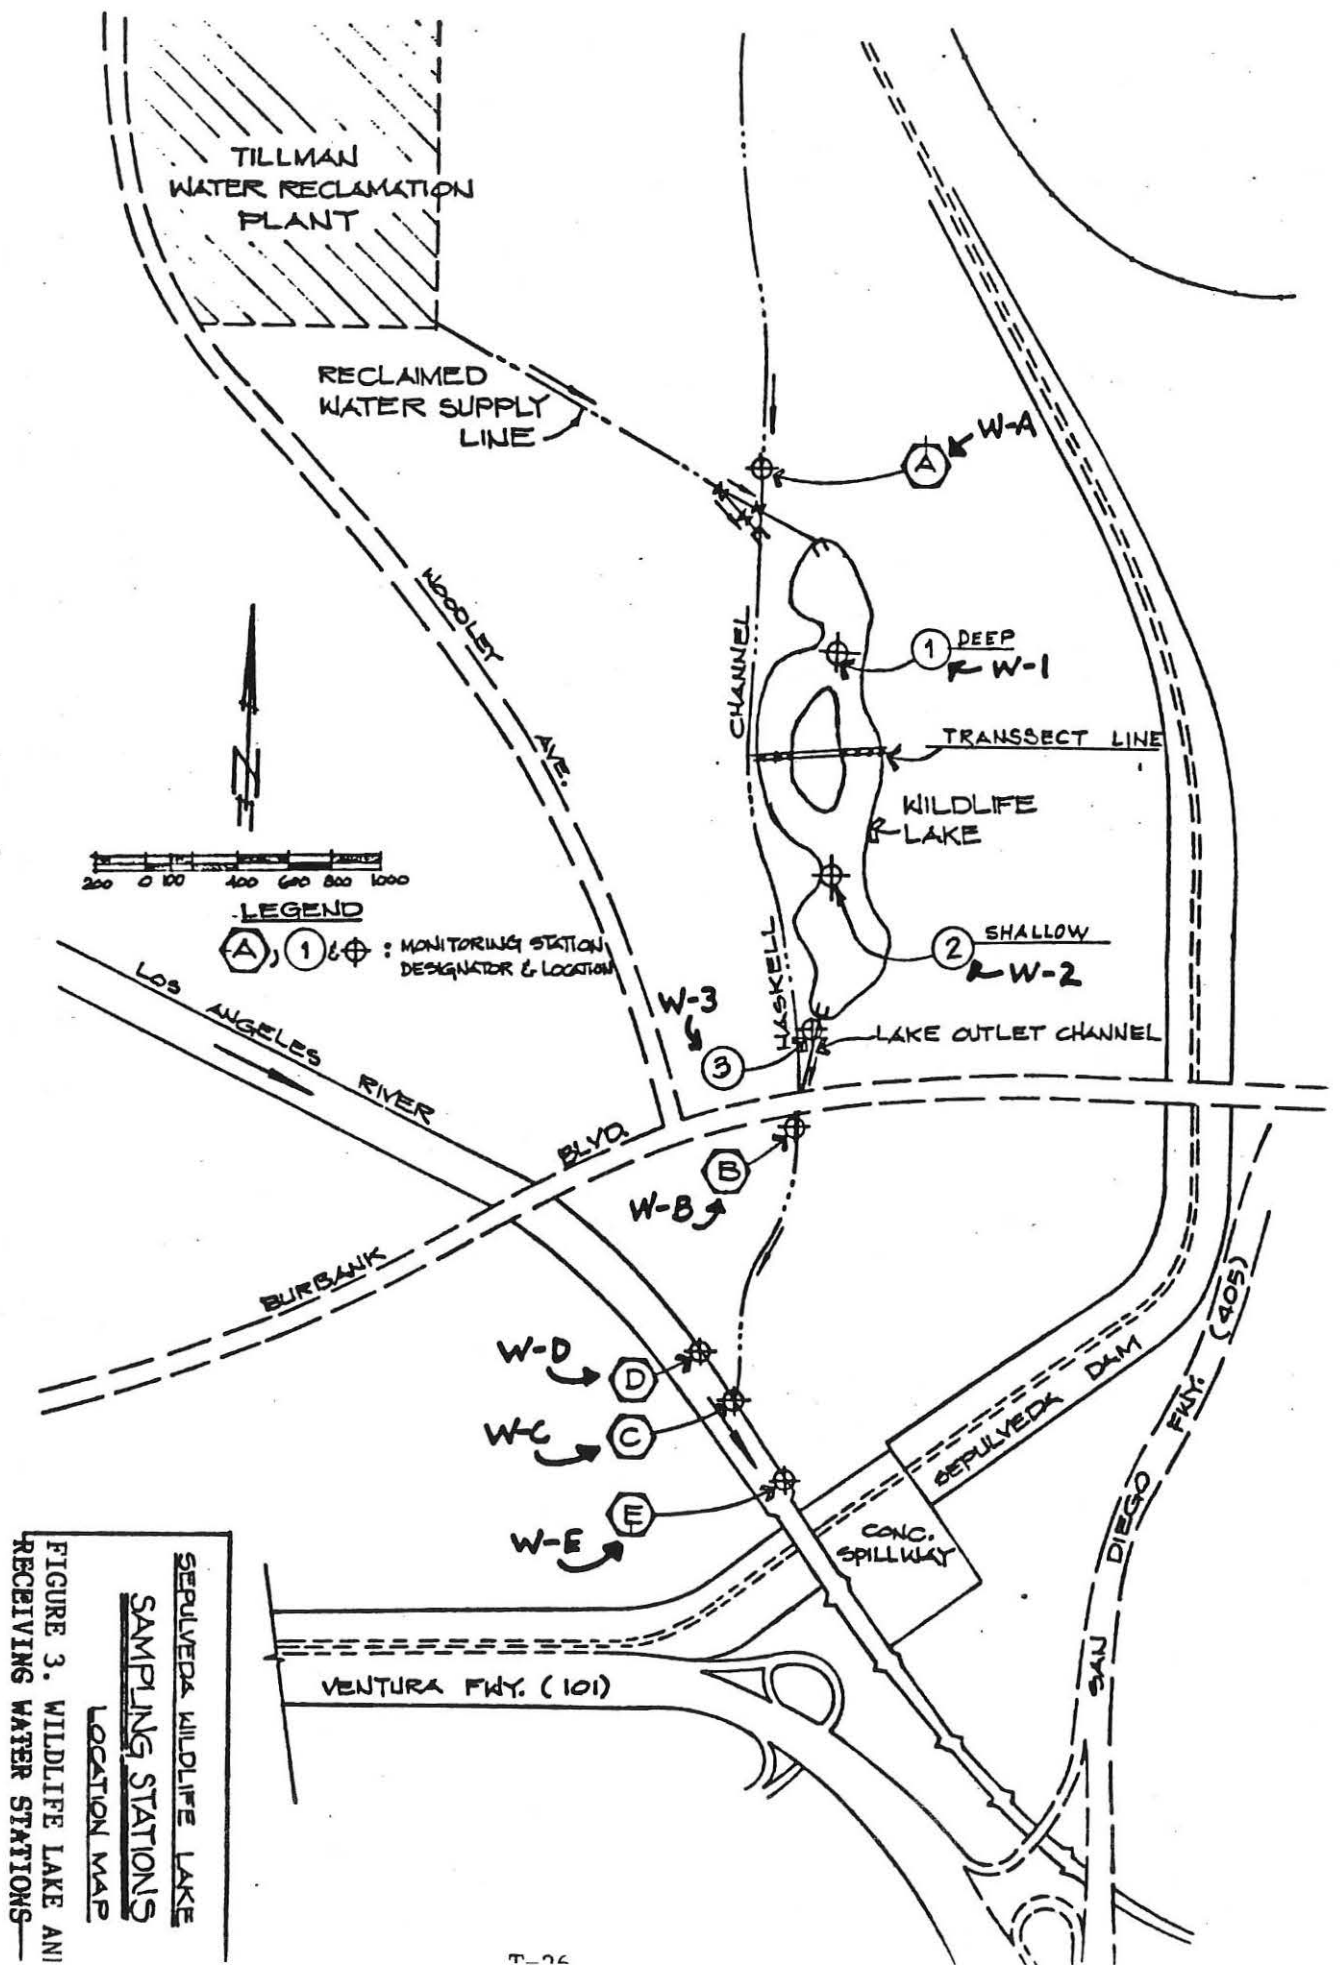 TILLMAN
WATER RECLAMATION
PLANT
RECLAIMED
WATER SUPPLY
LINE
A
W-A
WOODLEY
AVE.
CHANNEL
HASKELL
1
DEEP
W-1
TRANSSECT LINE
WILDLIFE
LAKE
200 0 100 400 600 800 1000
LEGEND
A, 1 & : MONITORING STATION
DESIGNATOR & LOCATION
2
SHALLOW
W-2
LOS ANGELES RIVER
W-3
3
LAKE OUTLET CHANNEL
BURBANK BLVD.
B
W-B
W-D
D
W-C
C
W-E
E
SEPULVEDA DAM
CONC.
SPILLWAY
SAN DIEGO FWY. (405)
VENTURA FWY. (101)
SEPULVEDA WILDLIFE LAKE
SAMPLING STATIONS
LOCATION MAP
FIGURE 3. WILDLIFE LAKE AN
RECEIVING WATER STATIONS